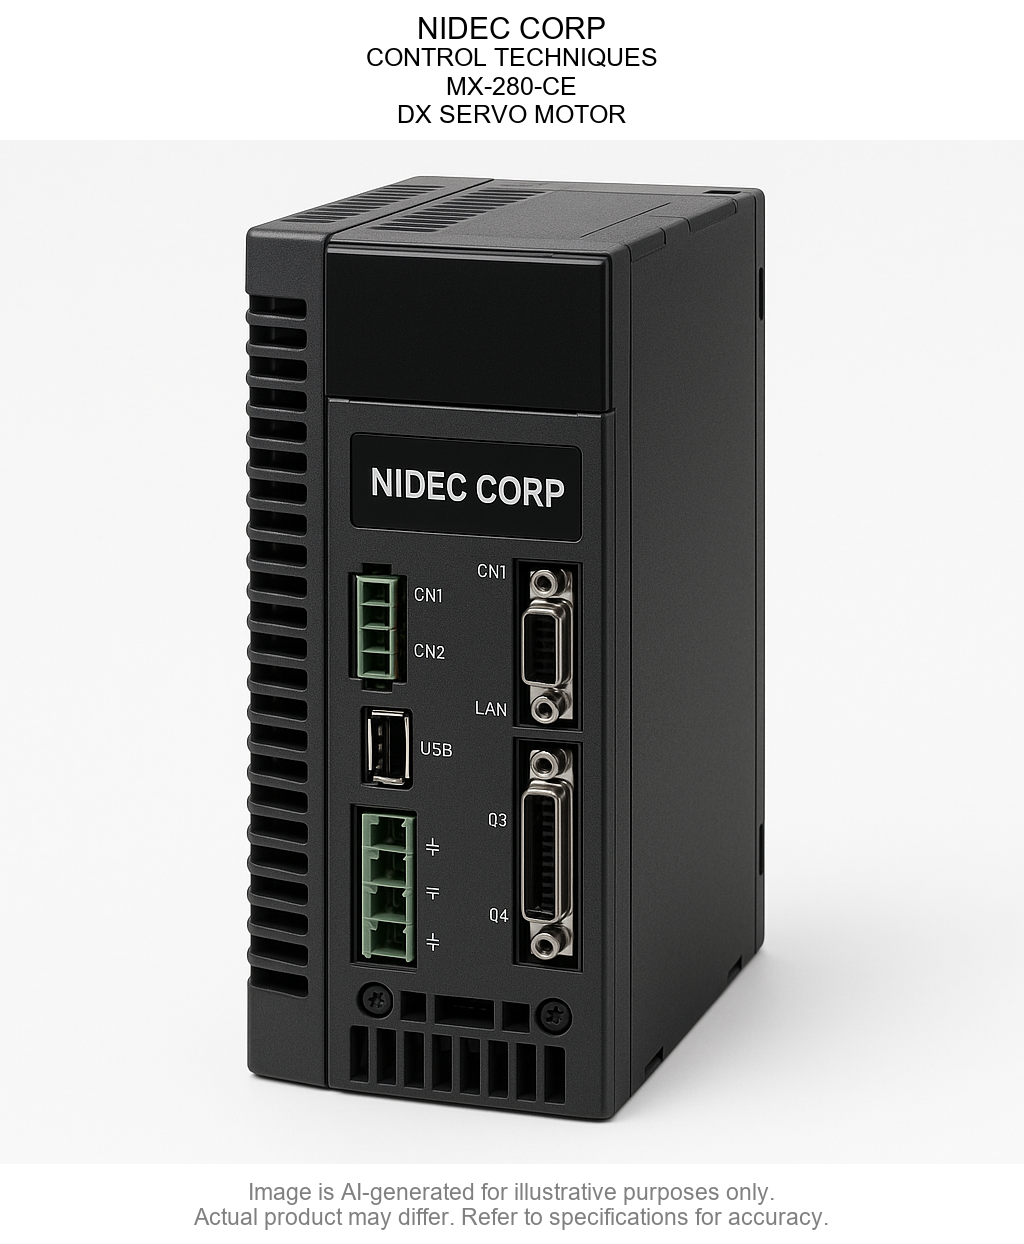 NIDEC CORP
CONTROL TECHNIQUES
MX-280-CE
DX SERVO MOTOR
NIDEC CORP
CN1
CN1
CN2
LAN
U5B
Q3
Q4
Image is AI-generated for illustrative purposes only.
Actual product may differ. Refer to specifications for accuracy.